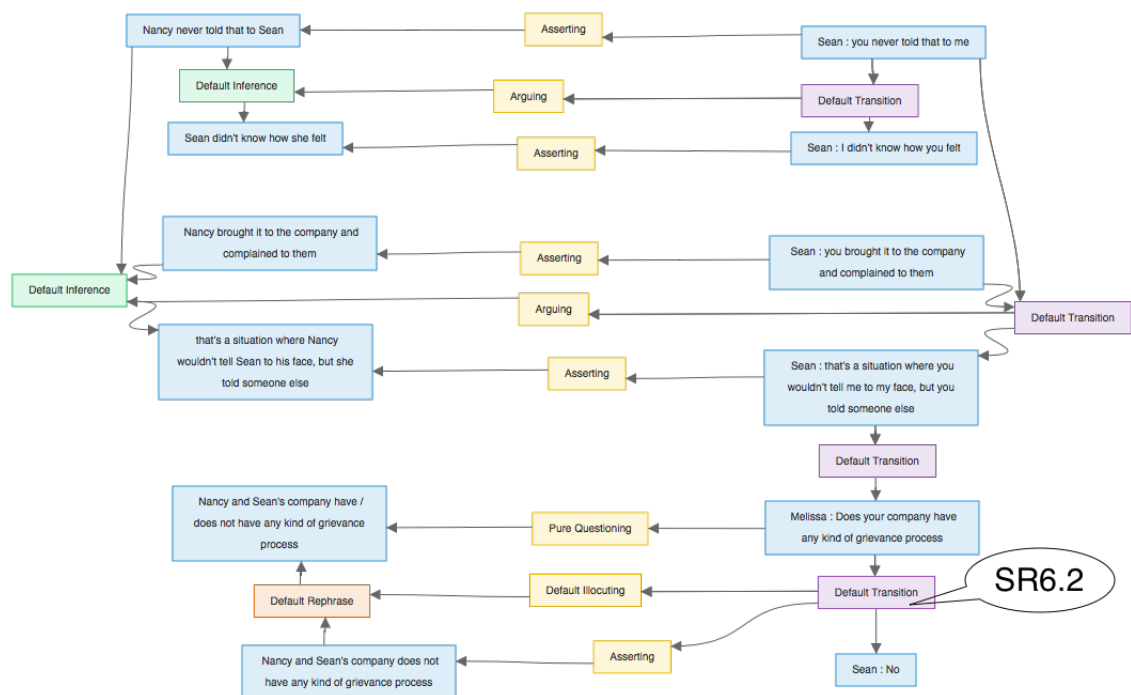 Nancy never told that to Sean
Asserting
Sean : you never told that to me
Default Inference
Arguing
Default Transition
Sean didn't know how she felt
Asserting
Sean : I didn't know how you felt
Nancy brought it to the company and
complained to them
Asserting
Sean : you brought it to the company
and complained to them
Default Inference
Arguing
Default Transition
that's a situation where Nancy
wouldn't tell Sean to his face, but she
told someone else
Asserting
Sean : that's a situation where you
wouldn't tell me to my face, but you
told someone else
Default Transition
Nancy and Sean's company have /
does not have any kind of grievance
process
Pure Questioning
Melissa : Does your company have
any kind of grievance process
Default Rephrase
Default Illocuting
Default Transition
SR6.2
Nancy and Sean's company does not
have any kind of grievance process
Asserting
Sean : No